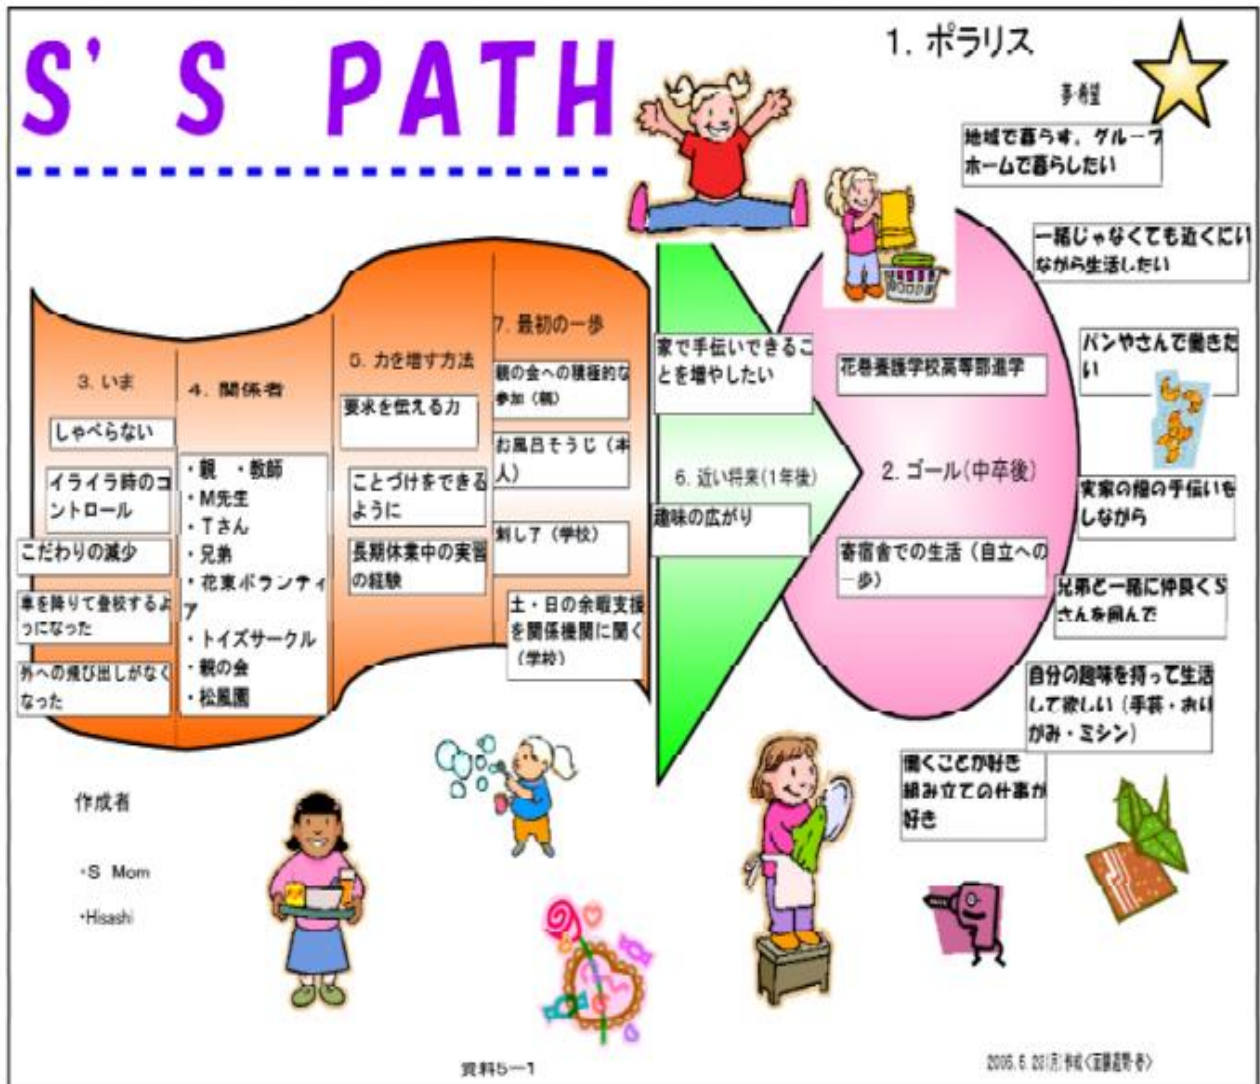 S' S PATH
1. ポラリス
夢・希望
地域で暮らす、グループ
ホームで暮らしたい
一緒じゃなくても近くにい
ながら生活したい
パンやさんで働きた
い
実家の畑の手伝いも
しながら
兄弟と一緒に仲良くS
さんを囲んで
自分の趣味を持って生活
して欲しい（手芸・おり
がみ・ミシン）
働くことが好き
組み立ての仕事が
好き
2. ゴール(中卒後)
花巻養護学校高等部進学
寄宿舎での生活（自立への
一歩）
3. いま
しゃべらない
イライラ時のコ
ントロール
こだわりの減少
車を降りて登校するよ
うになった
外への飛び出しがなく
なった
4. 関係者
・親　・教師
・M先生
・Tさん
・兄弟
・花東ボランティ
ア
・トイズサークル
・親の会
・松風園
5. 力を増す方法
要求を伝える力
ことづけをできる
ように
長期休業中の実習
の経験
6. 近い将来(1年後)
家で手伝いできるこ
とを増やしたい
趣味の広がり
7. 最初の一歩
親の会への積極的な
参加（親）
お風呂そうじ（本
人）
刺し子（学校）
土・日の余暇支援
を関係機関に聞く
（学校）
作成者
・S Mom
・Hisashi
資料5－1